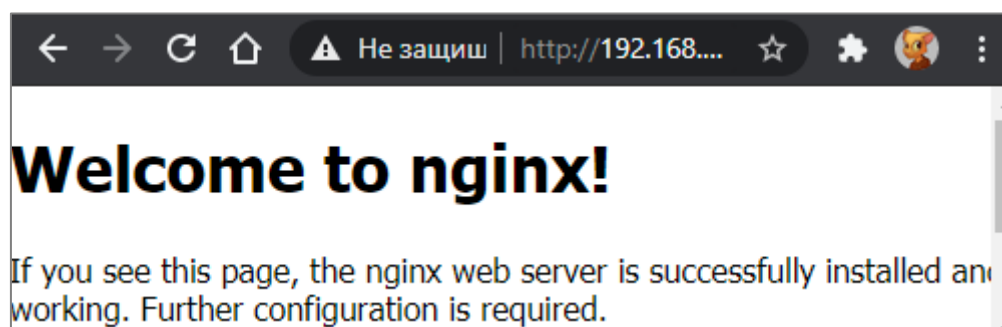 Не защищ http://192.168....
Welcome to nginx!
If you see this page, the nginx web server is successfully installed and
working. Further configuration is required.